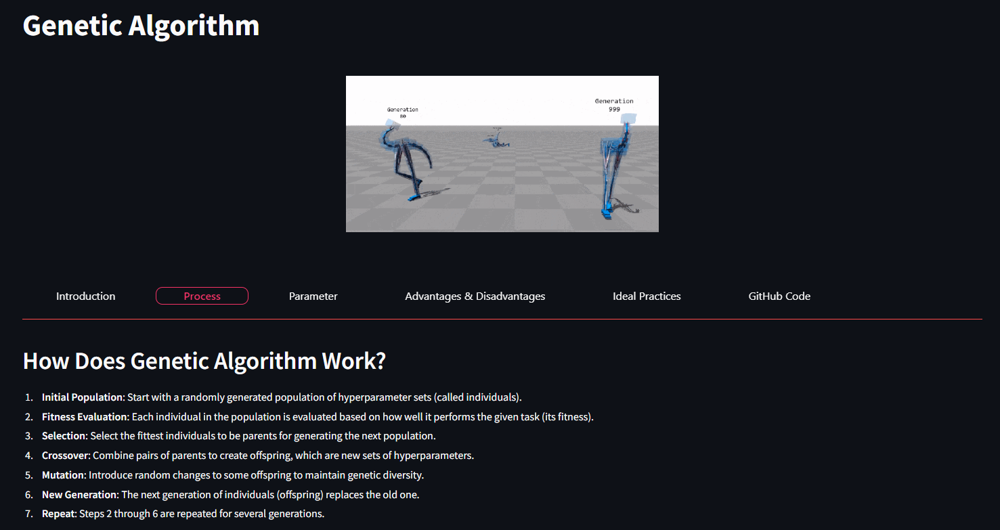 Genetic Algorithm
Generation
80
Generation
999
Introduction
Process
Parameter
Advantages & Disadvantages
Ideal Practices
GitHub Code
How Does Genetic Algorithm Work?
1. Initial Population: Start with a randomly generated population of hyperparameter sets (called individuals).
2. Fitness Evaluation: Each individual in the population is evaluated based on how well it performs the given task (its fitness).
3. Selection: Select the fittest individuals to be parents for generating the next population.
4. Crossover: Combine pairs of parents to create offspring, which are new sets of hyperparameters.
5. Mutation: Introduce random changes to some offspring to maintain genetic diversity.
6. New Generation: The next generation of individuals (offspring) replaces the old one.
7. Repeat: Steps 2 through 6 are repeated for several generations.